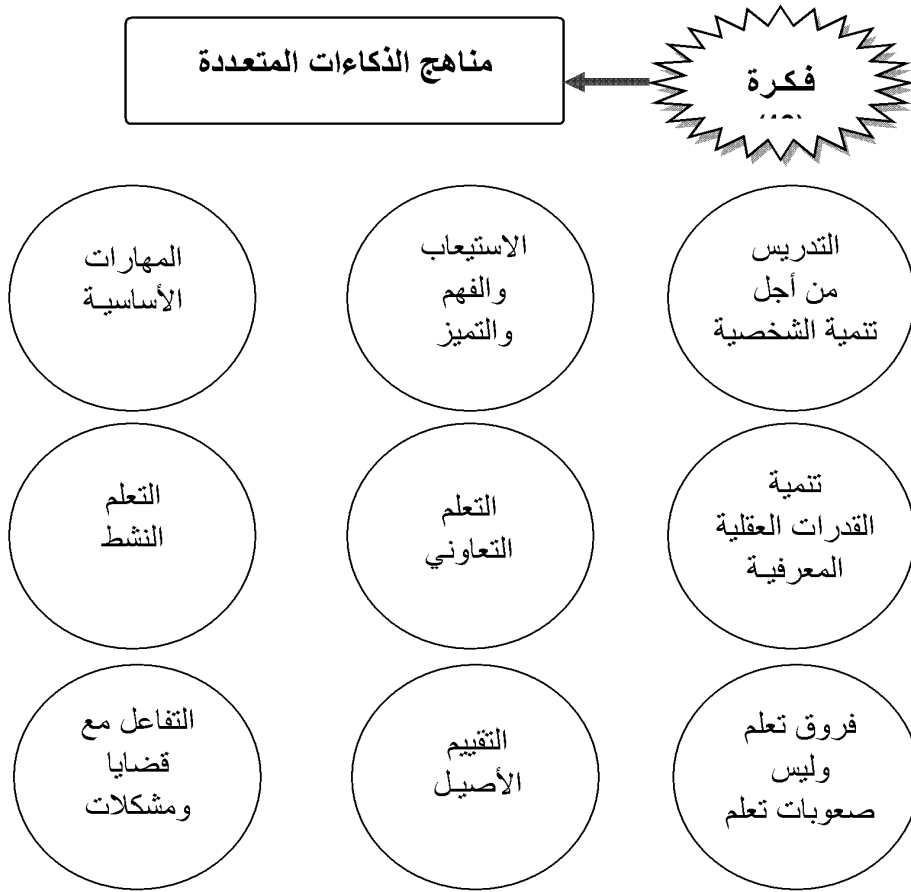 فكرة
مناهج الذكاءات المتعددة
التدريس
من أجل
تنمية الشخصية
الاستيعاب
والفهم
والتميز
المهارات
الأساسية
تنمية
القدرات العقلية
المعرفية
التعلم
التعاوني
التعلم
النشط
فروق تعلم
وليس
صعوبات تعلم
التقييم
الأصيل
التفاعل مع
قضايا
ومشكلات